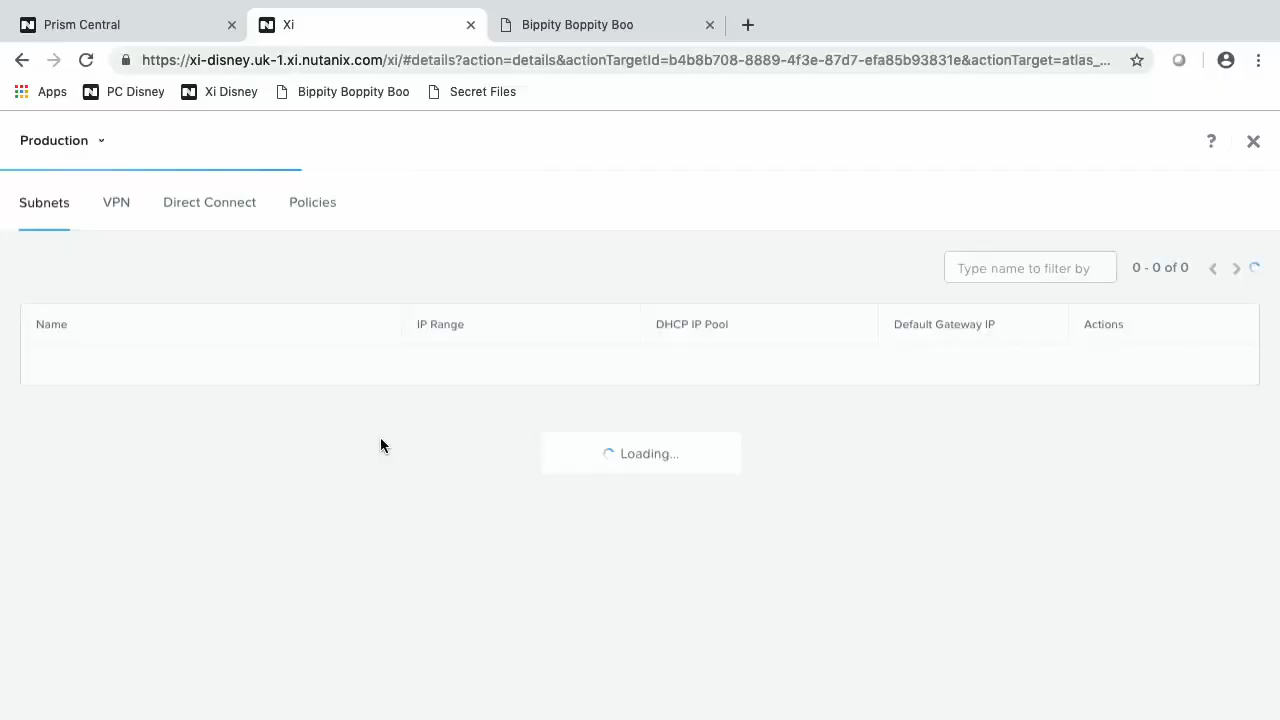 Prism Central
Xi
Bippity Boppity Boo
https://xi-disney.uk-1.xi.nutanix.com/xi/#details?action=details&actionTargetId=b4b8b708-8889-4f3e-87d7-efa85b93831e&actionTarget=atlas_...
Apps
PC Disney
Xi Disney
Bippity Boppity Boo
Secret Files
Production
?
Subnets
VPN
Direct Connect
Policies
Type name to filter by
0 - 0 of 0
Name
IP Range
DHCP IP Pool
Default Gateway IP
Actions
Loading...